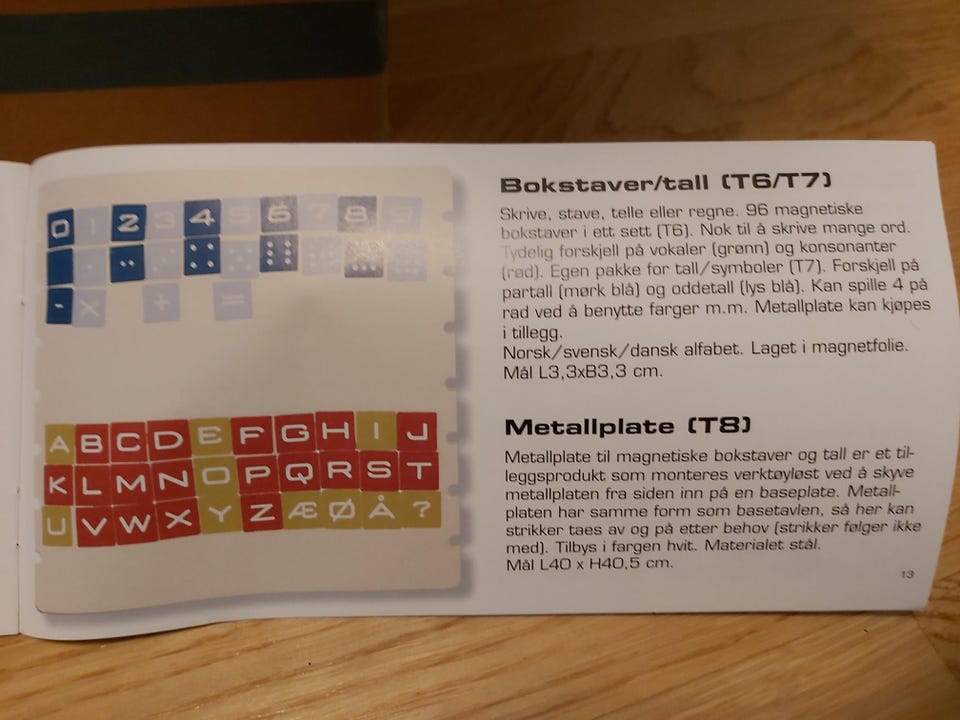 0 1 2 3 4 5 6 7 8 9
- x + =
A B C D E F G H I J
K L M N O P Q R S T
U V W X Y Z Æ Ø Å ?
Bokstaver/tall (T6/T7)
Skrive, stave, telle eller regne. 96 magnetiske
bokstaver i ett sett (T6). Nok til å skrive mange ord.
Tydelig forskjell på vokaler (grønn) og konsonanter
(rød). Egen pakke for tall/symboler (T7). Forskjell på
partall (mørk blå) og oddetall (lys blå). Kan spille 4 på
rad ved å benytte farger m.m. Metallplate kan kjøpes
i tillegg.
Norsk/svensk/dansk alfabet. Laget i magnetfolie.
Mål L3,3xB3,3 cm.
Metallplate (T8)
Metallplate til magnetiske bokstaver og tall er et til-
leggsprodukt som monteres verktøyløst ved å skyve
metallplaten fra siden inn på en baseplate. Metall-
platen har samme form som basetavlen, så her kan
strikker taes av og på etter behov (strikker følger ikke
med). Tilbys i fargen hvit. Materialet stål.
Mål L40 x H40,5 cm.
13